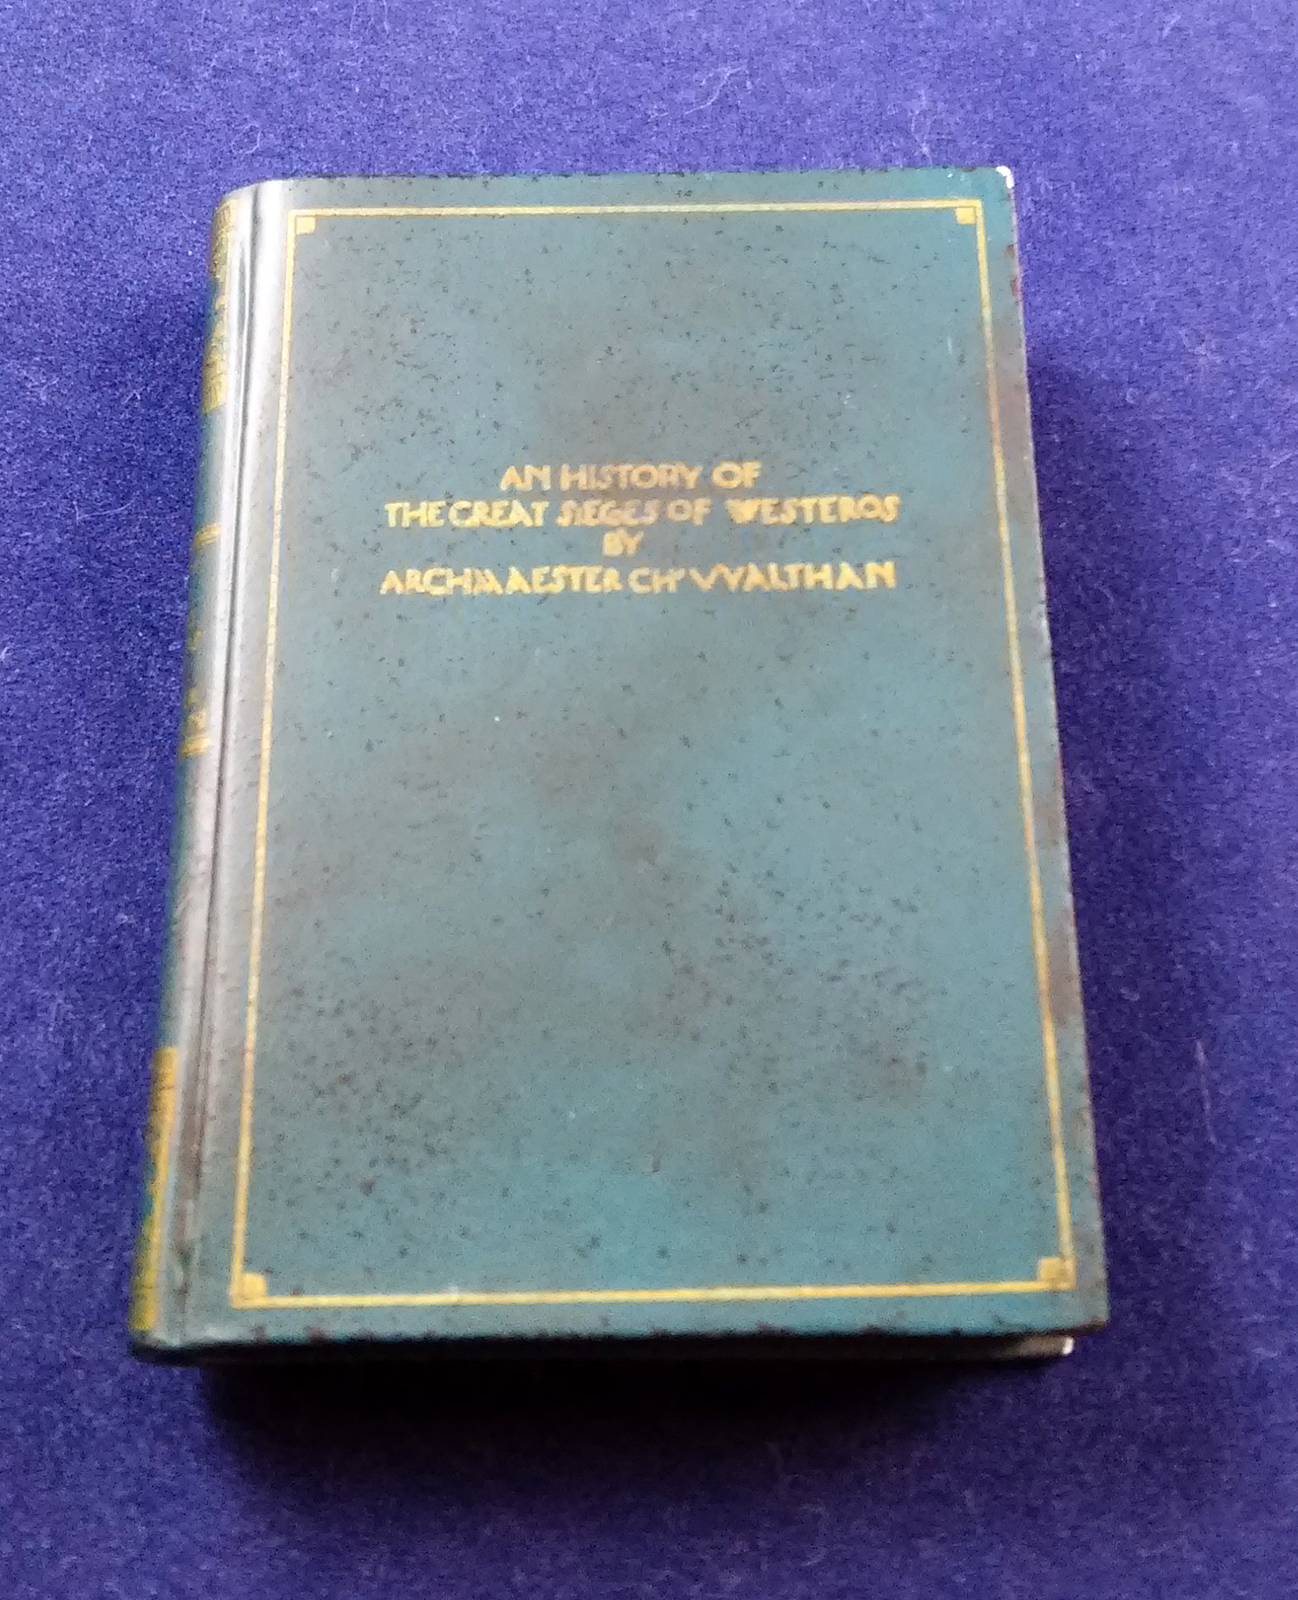 AN HISTORY OF
THE GREAT SIEGES OF WESTEROS
BY
ARCHMAESTER CH'VYALTHAN